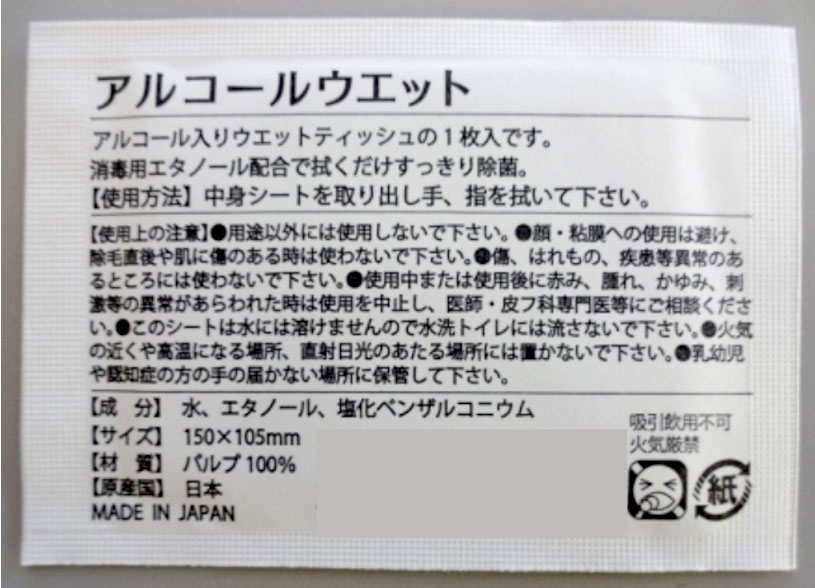 アルコールウエット
アルコール入りウエットティッシュの1枚入です。
消毒用エタノール配合で拭くだけすっきり除菌。
【使用方法】中身シートを取り出し手、指を拭いて下さい。
【使用上の注意】●用途以外には使用しないで下さい。●顔・粘膜への使用は避け、
除毛直後や肌に傷のある時は使わないで下さい。●傷、はれもの、疾患等異常のあ
るところには使わないで下さい。●使用中または使用後に赤み、腫れ、かゆみ、刺
激等の異常があらわれた時は使用を中止し、医師・皮フ科専門医等にご相談くださ
い。●このシートは水には溶けませんので水洗トイレには流さないで下さい。●火気
の近くや高温になる場所、直射日光のあたる場所には置かないで下さい。●乳幼児
や認知症の方の手の届かない場所に保管して下さい。
【成　分】 水、エタノール、塩化ベンザルコニウム
【サイズ】 150×105mm
【材　質】 パルプ100%
【原産国】 日本
MADE IN JAPAN
吸引飲用不可
火気厳禁
紙